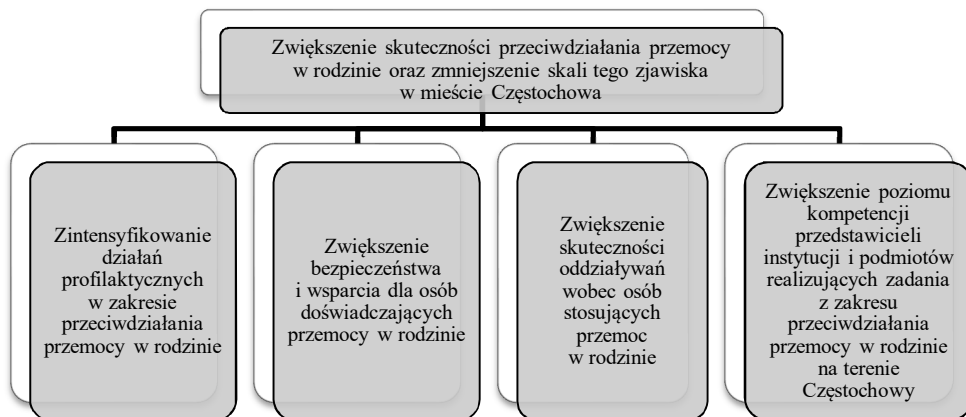 Zwiększenie skuteczności przeciwdziałania przemocy
w rodzinie oraz zmniejszenie skali tego zjawiska
w mieście Częstochowa
Zintensyfikowanie
działań
profilaktycznych
w zakresie
przeciwdziałania
przemocy w rodzinie
Zwiększenie
bezpieczeństwa
i wsparcia dla osób
doświadczających
przemocy w rodzinie
Zwiększenie
skuteczności
oddziaływań
wobec osób
stosujących
przemoc
w rodzinie
Zwiększenie poziomu
kompetencji
przedstawicieli
instytucji i podmiotów
realizujących zadania
z zakresu
przeciwdziałania
przemocy w rodzinie
na terenie
Częstochowy